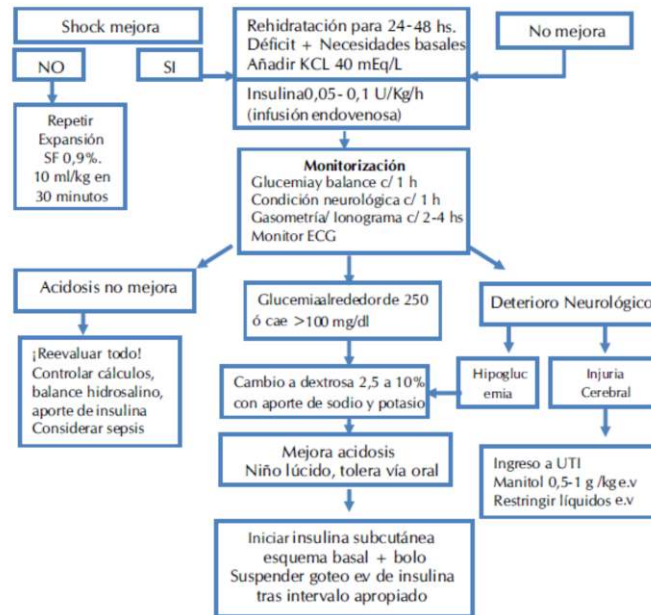 Shock mejora
NO
SI
Rehidratación para 24-48 hs.
Déficit + Necesidades basales
Añadir KCL 40 mEq/L
No mejora
Insulina0,05- 0,1 U/Kg/h
(infusión endovenosa)
Repetir
Expansión
SF 0,9%.
10 ml/kg en
30 minutos
Monitorización
Glucemiay balance c/ 1 h
Condición neurológica c/ 1 h
Gasometría/ Ionograma c/ 2-4 hs
Monitor ECG
Acidosis no mejora
Glucemiaalrededor de 250
ó cae >100 mg/dl
Deterioro Neurológico
¡Reevaluar todo!
Controlar cálculos,
balance hidrosalino,
aporte de insulina
Considerar sepsis
Cambio a dextrosa 2,5 a 10%
con aporte de sodio y potasio
Hipogluc
emia
Injuria
Cerebral
Mejora acidosis
Niño lúcido, tolera vía oral
Ingreso a UTI
Manitol 0,5-1 g /kg e.v
Restringir líquidos e.v
Iniciar insulina subcutánea
esquema basal + bolo
Suspender goteo ev de insulina
tras intervalo apropiado